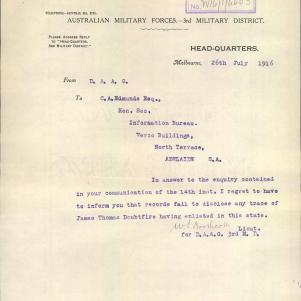 AUSTRALIAN MILITARY FORCES.—3rd MILITARY DISTRICT.
PLEASE ADDRESS REPLY
TO "HEAD-QUARTERS,
3RD MILITARY DISTRICT."
HEAD-QUARTERS.
Melbourne, 26th July 1916
From D. A. A. G.
To C.A.Edmunds Esq.,
Hon. Sec.
Information Bureau.
Verco Buildings,
North Terrace,
ADELAIDE S.A.
In answer to the enquiry contained
in your communication of the 14th inst. I regret to have
to inform you that records fail to disclose any trace of
James Thomas Doubtfire having enlisted in this state.
Lieut.
for D.A.A.G. 3rd M. D.